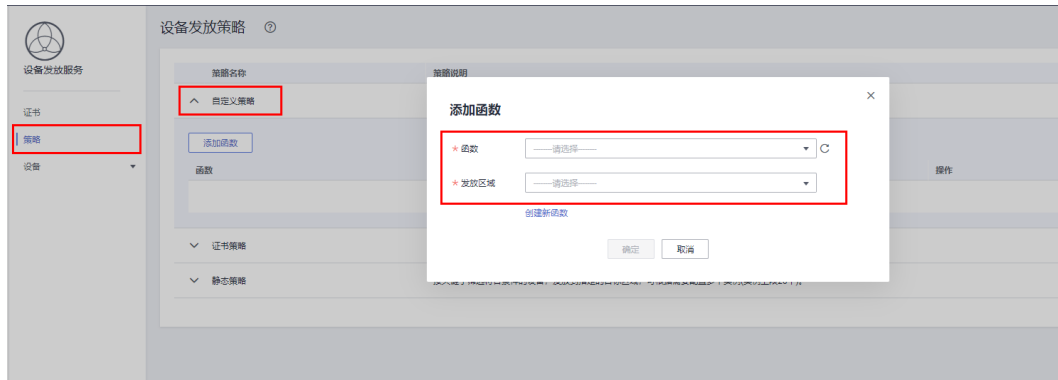 设备发放策略
设备发放服务
证书
策略
设备
策略名称
策略说明
自定义策略
添加函数
函数
操作
证书策略
静态策略
添加函数
* 函数
——请选择——
* 发放区域
——请选择——
创建新函数
确定
取消